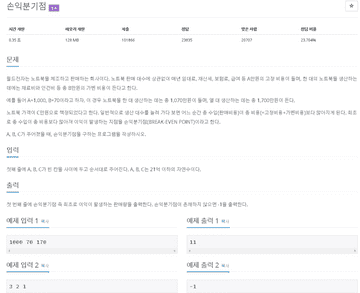 손익분기점
시간 제한 메모리 제한 제출 정답 맞은 사람 정답 비율
128 MB
문제
월드전자는 노트북을 제조하고 판매하는 회사이다. 노트북 판매 대수에 상관없이 매년 임대료, 재산세, 보험료, 급여 등 A만원의 고정 비용이 들며, 한 대의 노트북을 생산하는
데에는 재료비와 인건비 등 총 B만원의 가변 비용이 든다고 한다.
예를 들어 A=1,000, B=70이라고 하자. 이 경우 노트북을 한 대 생산하는 데는 총 1,070만원이 들며, 열 대 생산하는 데는 총 1,700만원이 든다.
노트북 가격이 C만원으로 책정되었다고 한다. 일반적으로 생산 대수를 늘려 가다 보면 어느 순간 총 수입(판매비용)이 총 비용(=고정비용+가변비용)보다 많아지게 된다. 최초
로 총 수입이 총 비용보다 많아져 이익이 발생하는 지점을 손익분기점(BREAK-EVEN POINT)이라고 한다.
A, B, C가 주어졌을 때, 손익분기점을 구하는 프로그램을 작성하시오.
입력
첫째 줄에 A, B, C가 빈 칸을 사이에 두고 순서대로 주어진다. A, B, C는 21억 이하의 자연수이다.
출력
첫 번째 줄에 손익분기점 즉 최초로 이익이 발생하는 판매량을 출력한다. 손익분기점이 존재하지 않으면 -1을 출력한다.
예제 입력 1 복사 예제 출력 1 복사
1000 70 170 11
예제 입력 2 복사 예제 출력 2 복사
3 2 1 -1